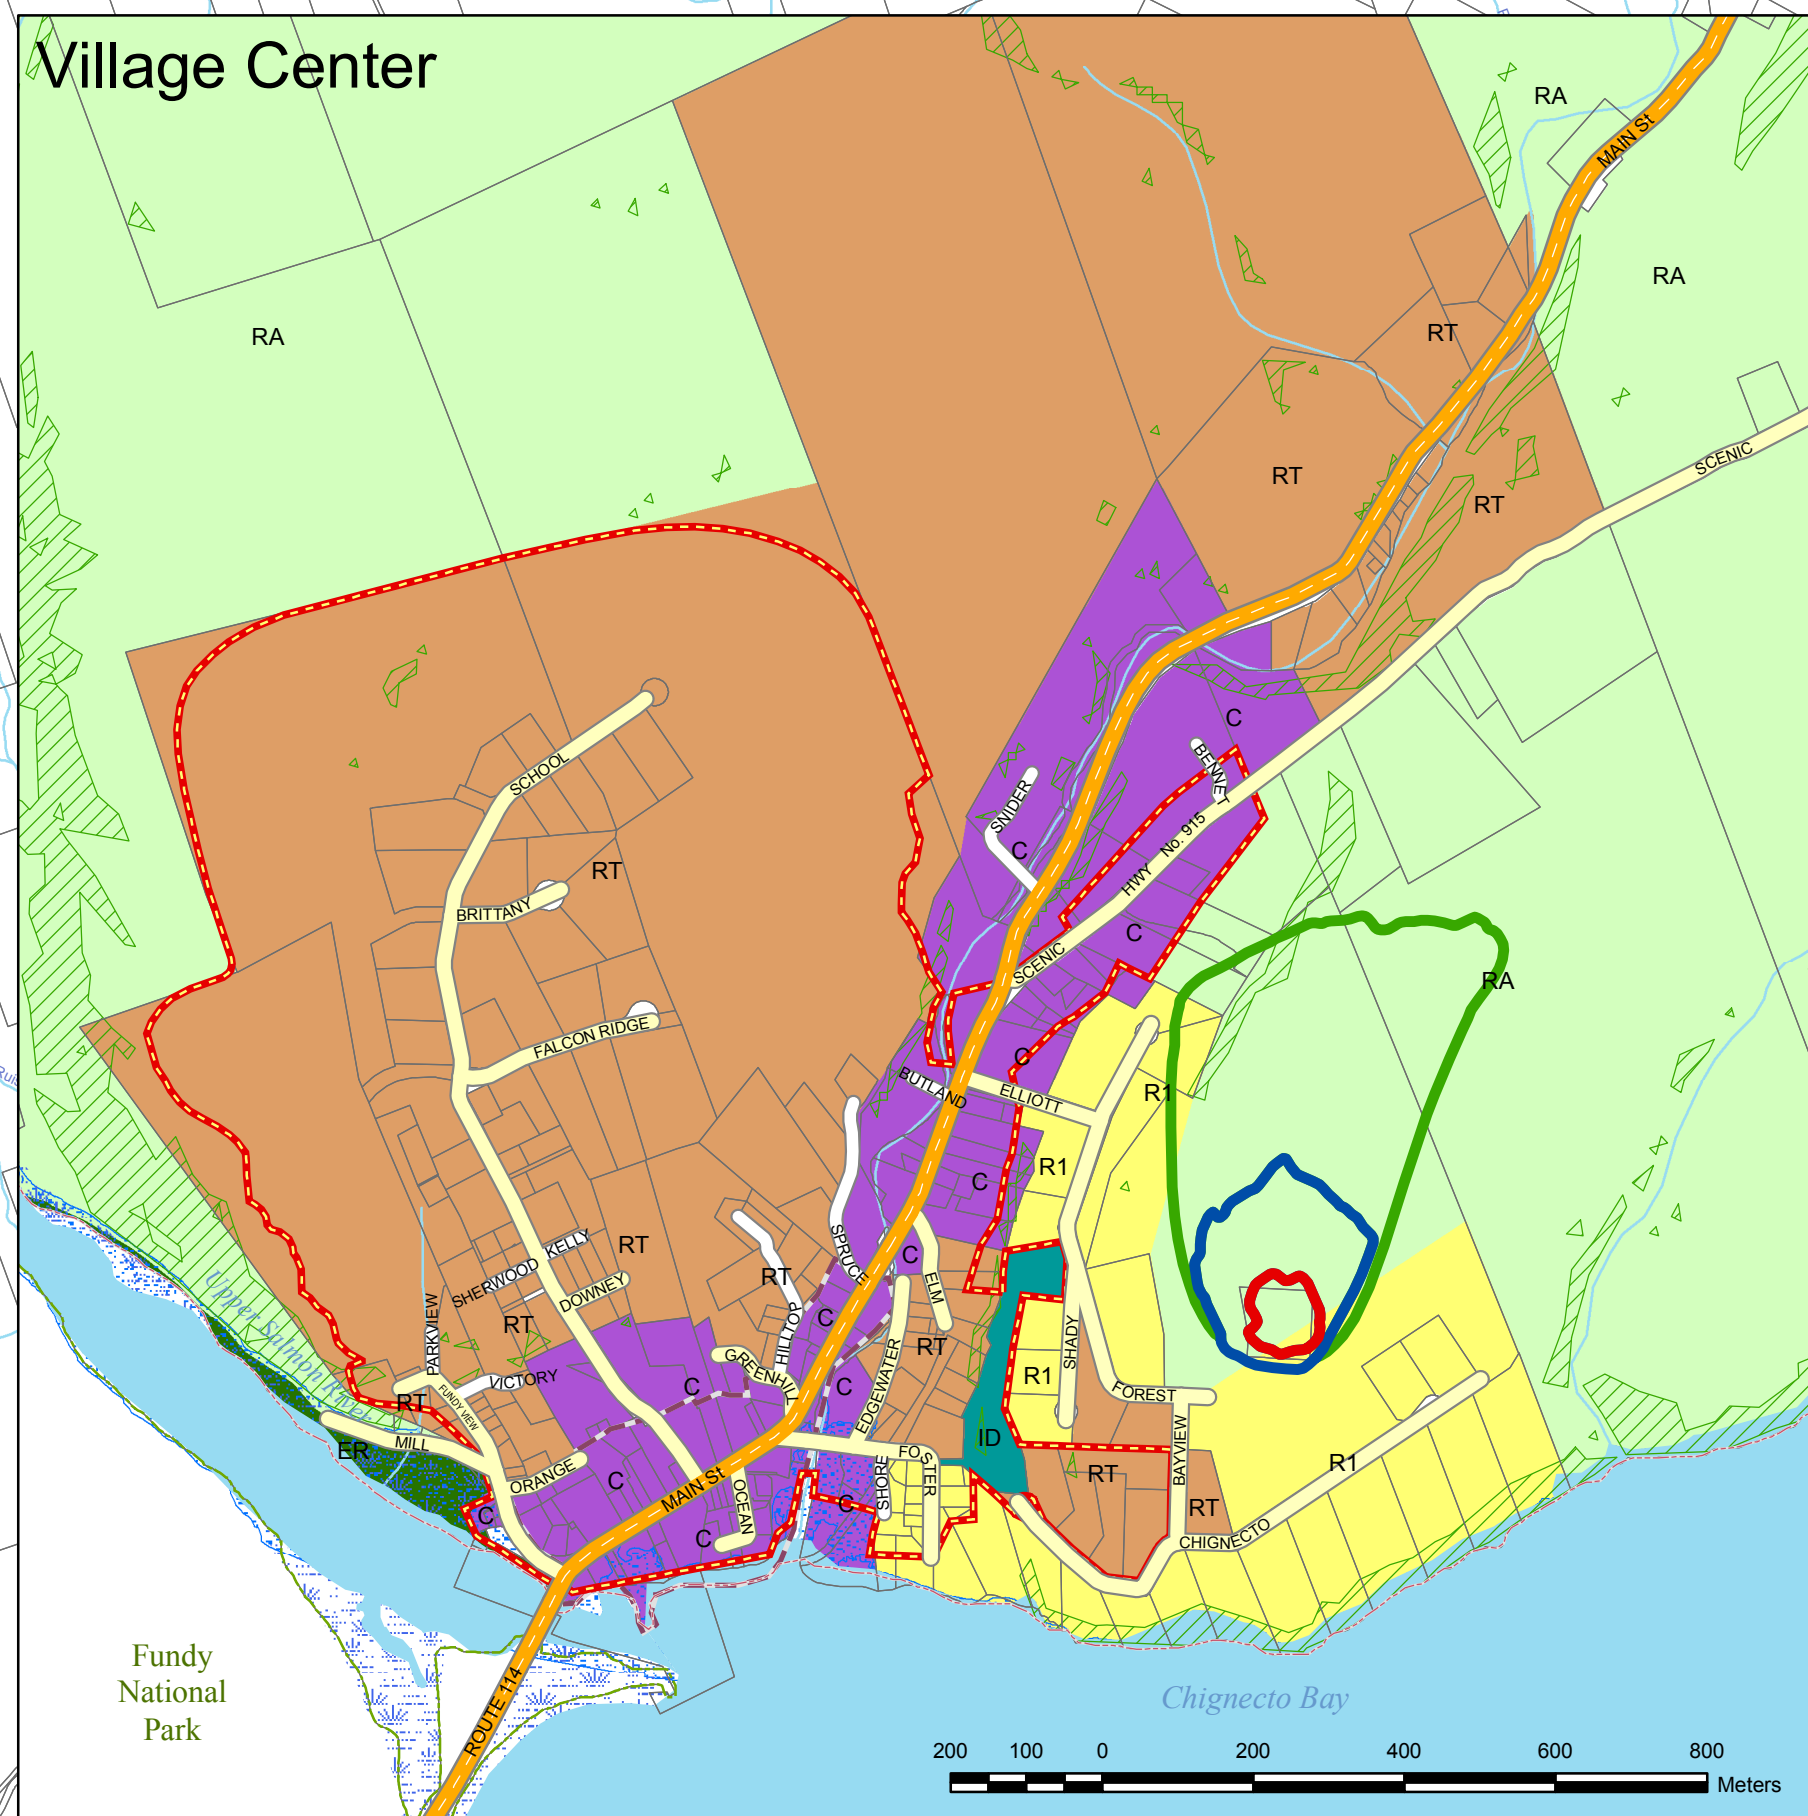 Village Center
RA
MAIN St
RA
RA
RT
RT
RT
SCENIC
C
BENNET
SCHOOL
SNIDER
C
No. 915
HWY
RT
BRITTANY
C
SCENIC
RA
FALCON RIDGE
C
BUTLAND
ELLIOTT
R1
R1
C
SPRUCE
KELLY
RT
SHERWOOD
DOWNEY
C
ELM
RT
Upper Salmon River
PARKVIEW
RT
HILLTOP
C
EDGEWATER
RT
SHADY
VICTORY
GREENHILL
C
C
R1
FOREST
RT
FUNDY VIEW
ER
MILL
FOSTER
ID
BAYVIEW
R1
ORANGE
C
MAIN St
OCEAN
SHORE
RT
C
C
C
RT
CHIGNECTO
Fundy
National
Park
ROUTE 114
Chignecto Bay
200 100 0 200 400 600 800
Meters